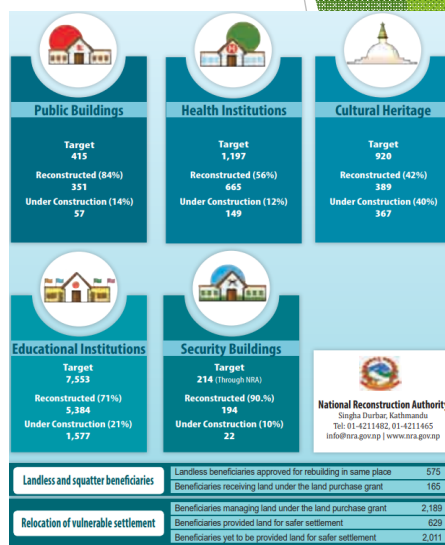 Public Buildings
Target
415
Reconstructed (84%)
351
Under Construction (14%)
57
Health Institutions
Target
1,197
Reconstructed (56%)
665
Under Construction (12%)
149
Cultural Heritage
Target
920
Reconstructed (42%)
389
Under Construction (40%)
367
Educational Institutions
Target
7,553
Reconstructed (71%)
5,384
Under Construction (21%)
1,577
Security Buildings
Target
214 (Through NRA)
Reconstructed (90.%)
194
Under Construction (10%)
22
National Reconstruction Authority
Singha Durbar, Kathmandu
Tel: 01-4211482, 01-4211465
info@nra.gov.np | www.nra.gov.np
Landless and squatter beneficiaries
Landless beneficiaries approved for rebuilding in same place 575
Beneficiaries receiving land under the land purchase grant 165
Relocation of vulnerable settlement
Beneficiaries managing land under the land purchase grant 2,189
Beneficiaries provided land for safer settlement 629
Beneficiaries yet to be provided land for safer settlement 2,011